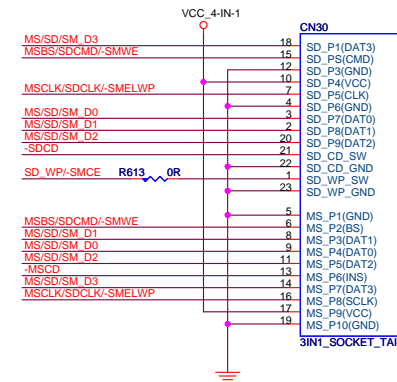 VCC_4-IN-1
CN30
MS/SD/SM_D3 18 SD_P1(DAT3)
MSBS/SDCMD/-SMWE 15 SD_PS(CMD)
12 SD_P3(GND)
10 SD_P4(VCC)
MSCLK/SDCLK/-SMELWP 7 SD_P5(CLK)
4 SD_P6(GND)
MS/SD/SM_D0 3 SD_P7(DAT0)
MS/SD/SM_D1 2 SD_P8(DAT1)
MS/SD/SM_D2 20 SD_P9(DAT2)
-SDCD 21 SD_CD_SW
22 SD_CD_GND
SD_WP/-SMCE R613 0R 1 SD_WP_SW
23 SD_WP_GND
5 MS_P1(GND)
MSBS/SDCMD/-SMWE 6 MS_P2(BS)
MS/SD/SM_D1 8 MS_P3(DAT1)
MS/SD/SM_D0 9 MS_P4(DAT0)
MS/SD/SM_D2 11 MS_P5(DAT2)
-MSCD 13 MS_P6(INS)
MS/SD/SM_D3 14 MS_P7(DAT3)
MSCLK/SDCLK/-SMELWP 16 MS_P8(SCLK)
17 MS_P9(VCC)
19 MS_P10(GND)
3IN1_SOCKET_TAI